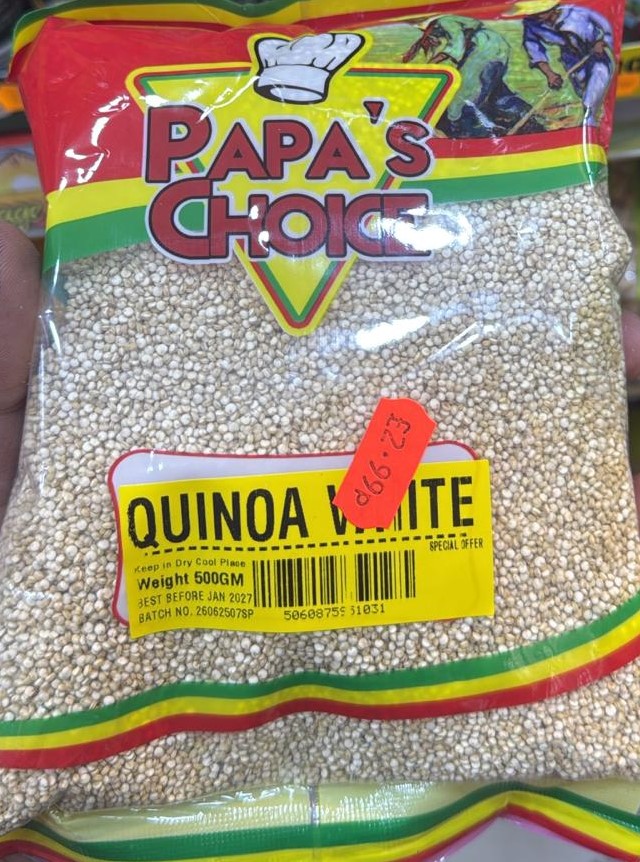 PAPA'S
CHOICE
£2.99p
QUINOA WHITE
SPECIAL OFFER
Keep in Dry Cool Place
Weight 500GM
BEST BEFORE JAN 2027
BATCH NO. 26062507SP